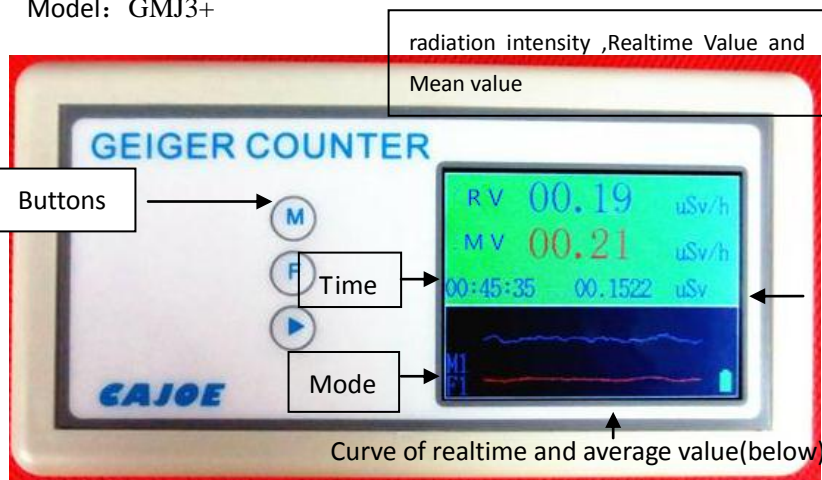 Model：GMJ3+
radiation intensity ,Realtime Value and
Mean value
GEIGER COUNTER
Buttons
M
F
Time
Mode
CAJOE
RV 00.19 uSv/h
MV 00.21 uSv/h
00:45:35 00.1522 uSv
M1
F1
Curve of realtime and average value(below)